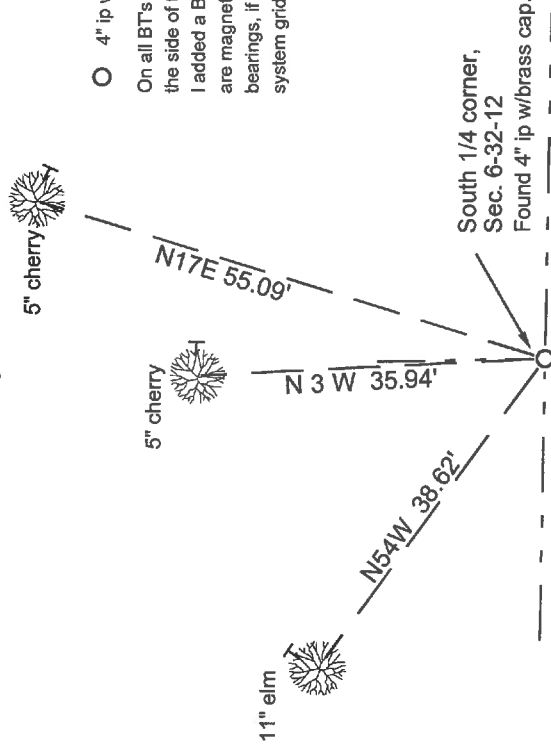 5" cherry
4" ip
On all BT's
the side of
I added a
are magnet
bearings, if
system grid
N17E 55.09'
5" cherry
N 3 W 35.94'
South 1/4 corner,
Sec. 6-32-12
Found 4" ip w/brass cap.
N54W 38.62'
11" elm